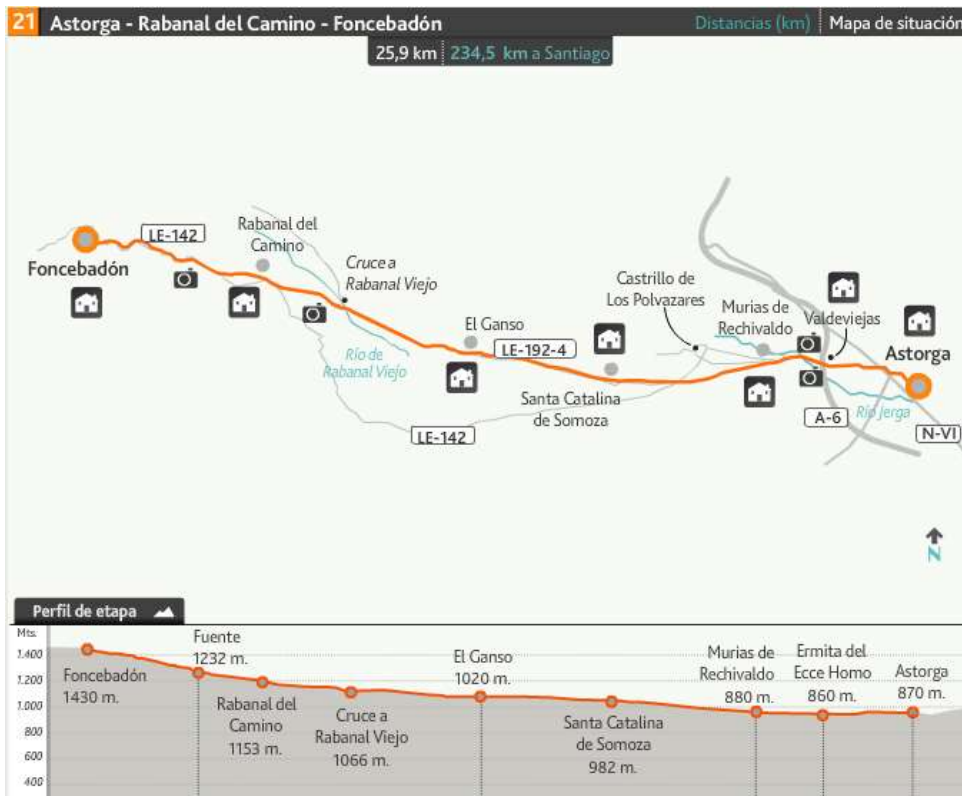 21 Astorga - Rabanal del Camino - Foncebadón
Distancias (km) Mapa de situación
25,9 km 234,5 km a Santiago
Foncebadón
LE-142
Rabanal del
Camino
Cruce a
Rabanal Viejo
Río de
Rabanal Viejo
LE-142
El Ganso
LE-192-4
Santa Catalina
de Somoza
Castrillo de
Los Polvazares
Murias de
Rechivaldo
Valdeviejas
Astorga
Río Jerga
A-6
N-VI
N
Perfil de etapa
Mts.
1.400
1.200
1.000
800
600
400
Foncebadón
1430 m.
Fuente
1232 m.
Rabanal del
Camino
1153 m.
Cruce a
Rabanal Viejo
1066 m.
El Ganso
1020 m.
Santa Catalina
de Somoza
982 m.
Murias de
Rechivaldo
880 m.
Ermita del
Ecce Homo
860 m.
Astorga
870 m.